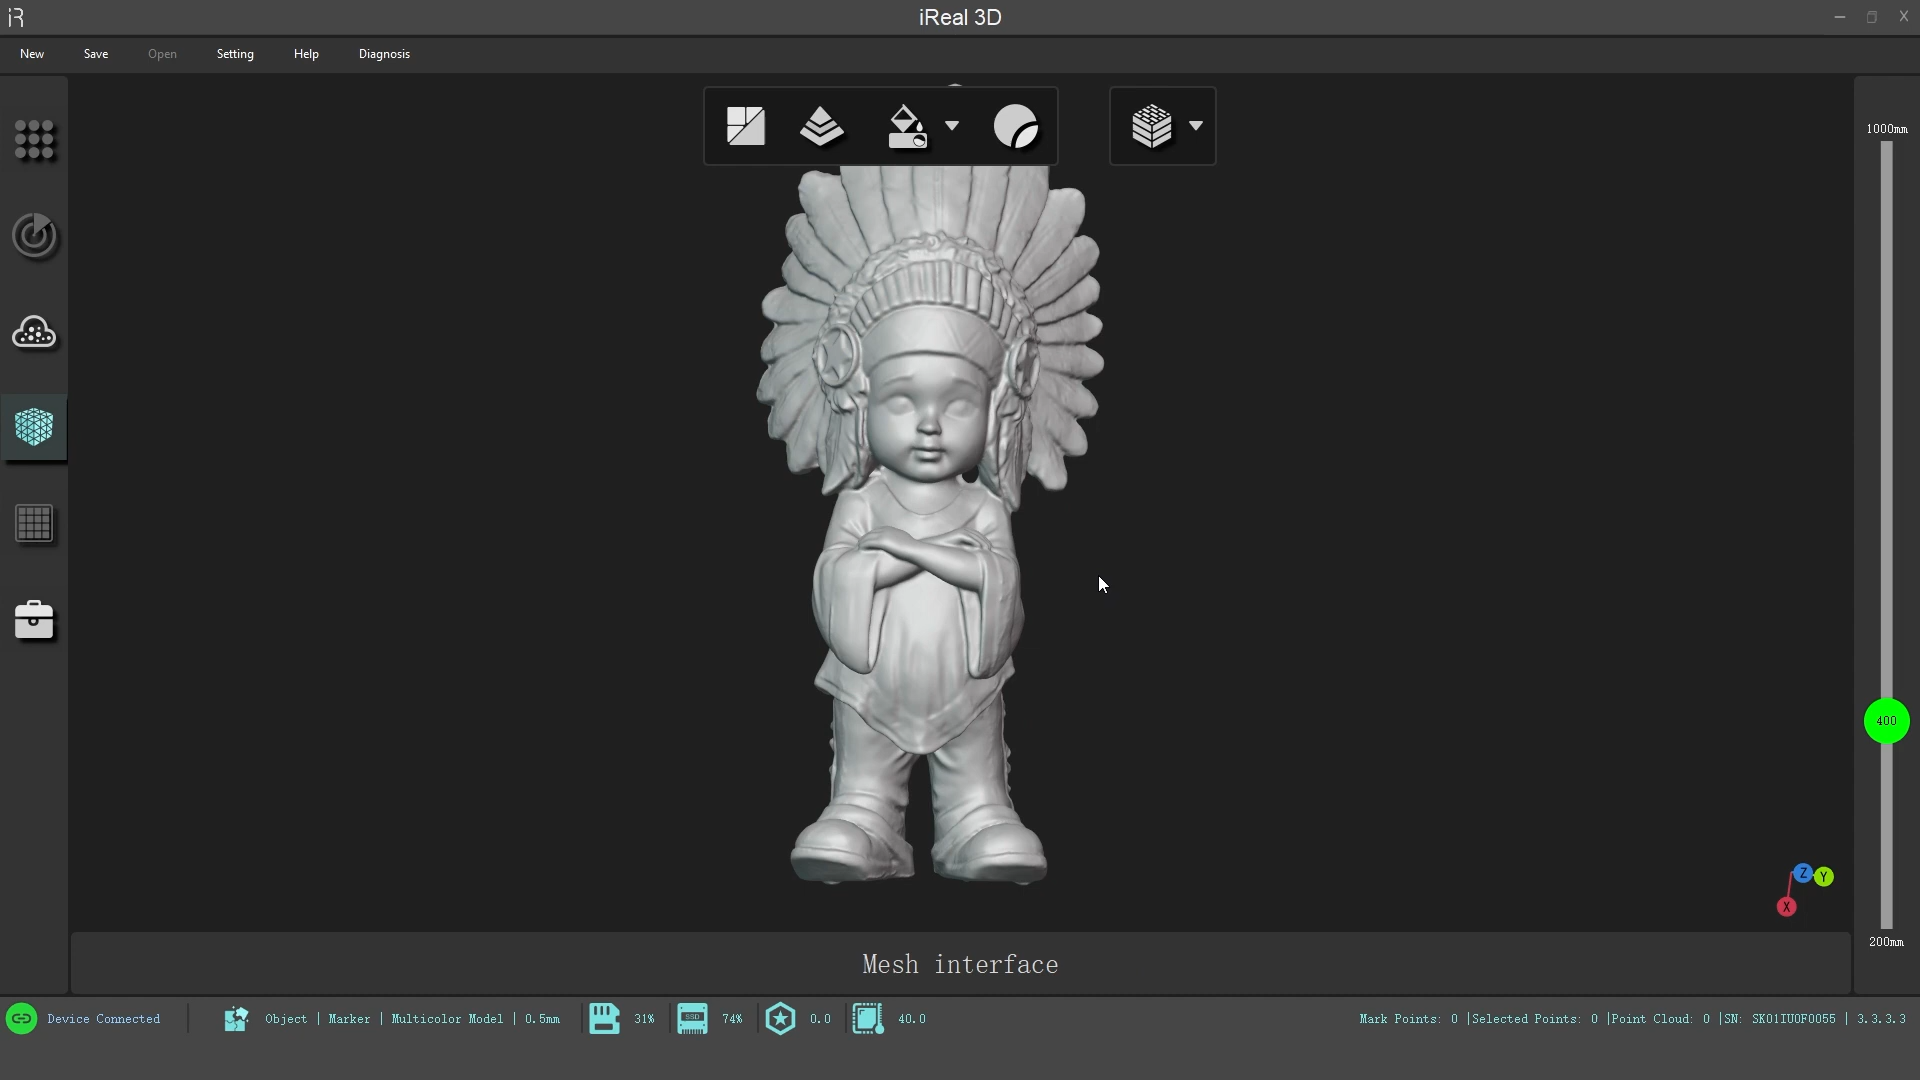 iR iReal 3D
New Save Open Setting Help Diagnosis
1000mm
400
Z Y
X
200mm
Mesh interface
Device Connected Object | Marker | Multicolor Model | 0.5mm 31% SSD 74% 0.0 40.0 Mark Points: 0 |Selected Points: 0 |Point Cloud: 0 |SN: SK01IU0F0055 | 3.3.3.3